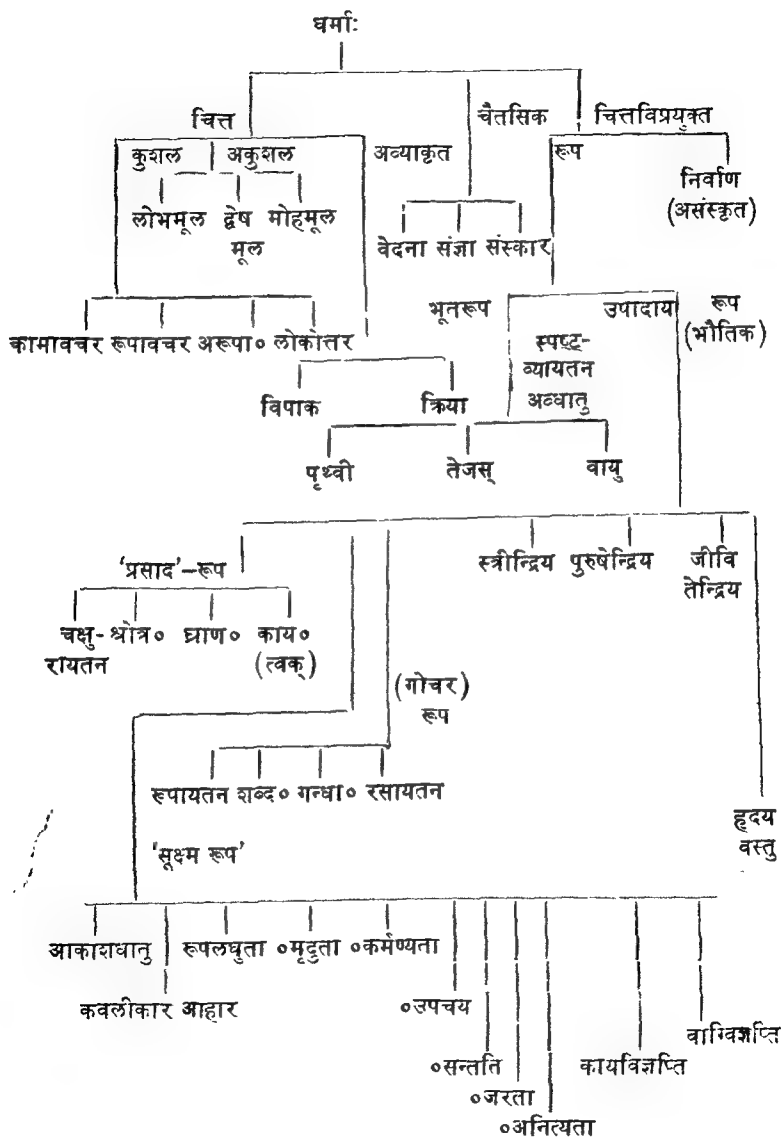 धर्माः
चित्त चैतसिक चित्तविप्रयुक्त
कुशल अकुशल अव्याकृत रूप
निर्वाण
(असंस्कृत)
लोभमूल द्वेष मोहमूल
मूल
वेदना संज्ञा संस्कार
भूतरूप उपादाय रूप
(भौतिक)
कामावचर रूपावचर अरूपा० लोकोत्तर
स्पष्ट-
व्यायतन
अब्धातु
विपाक क्रिया
पृथ्वी तेजस् वायु
'प्रसाद'-रूप
स्त्रीन्द्रिय पुरुषेन्द्रिय जीवि
तेन्द्रिय
चक्षु- श्रोत्र० घ्राण० काय०
रायतन (त्वक्)
(गोचर)
रूप
रूपायतन शब्द० गन्धा० रसायतन
हृदय
वस्तु
'सूक्ष्म रूप'
आकाशधातु रूपलघुता ०मृदुता ०कर्मण्यता
कवलीकार आहार ०उपचय
वाग्विज्ञप्ति
०सन्तति कायविज्ञप्ति
०जरता
०अनित्यता